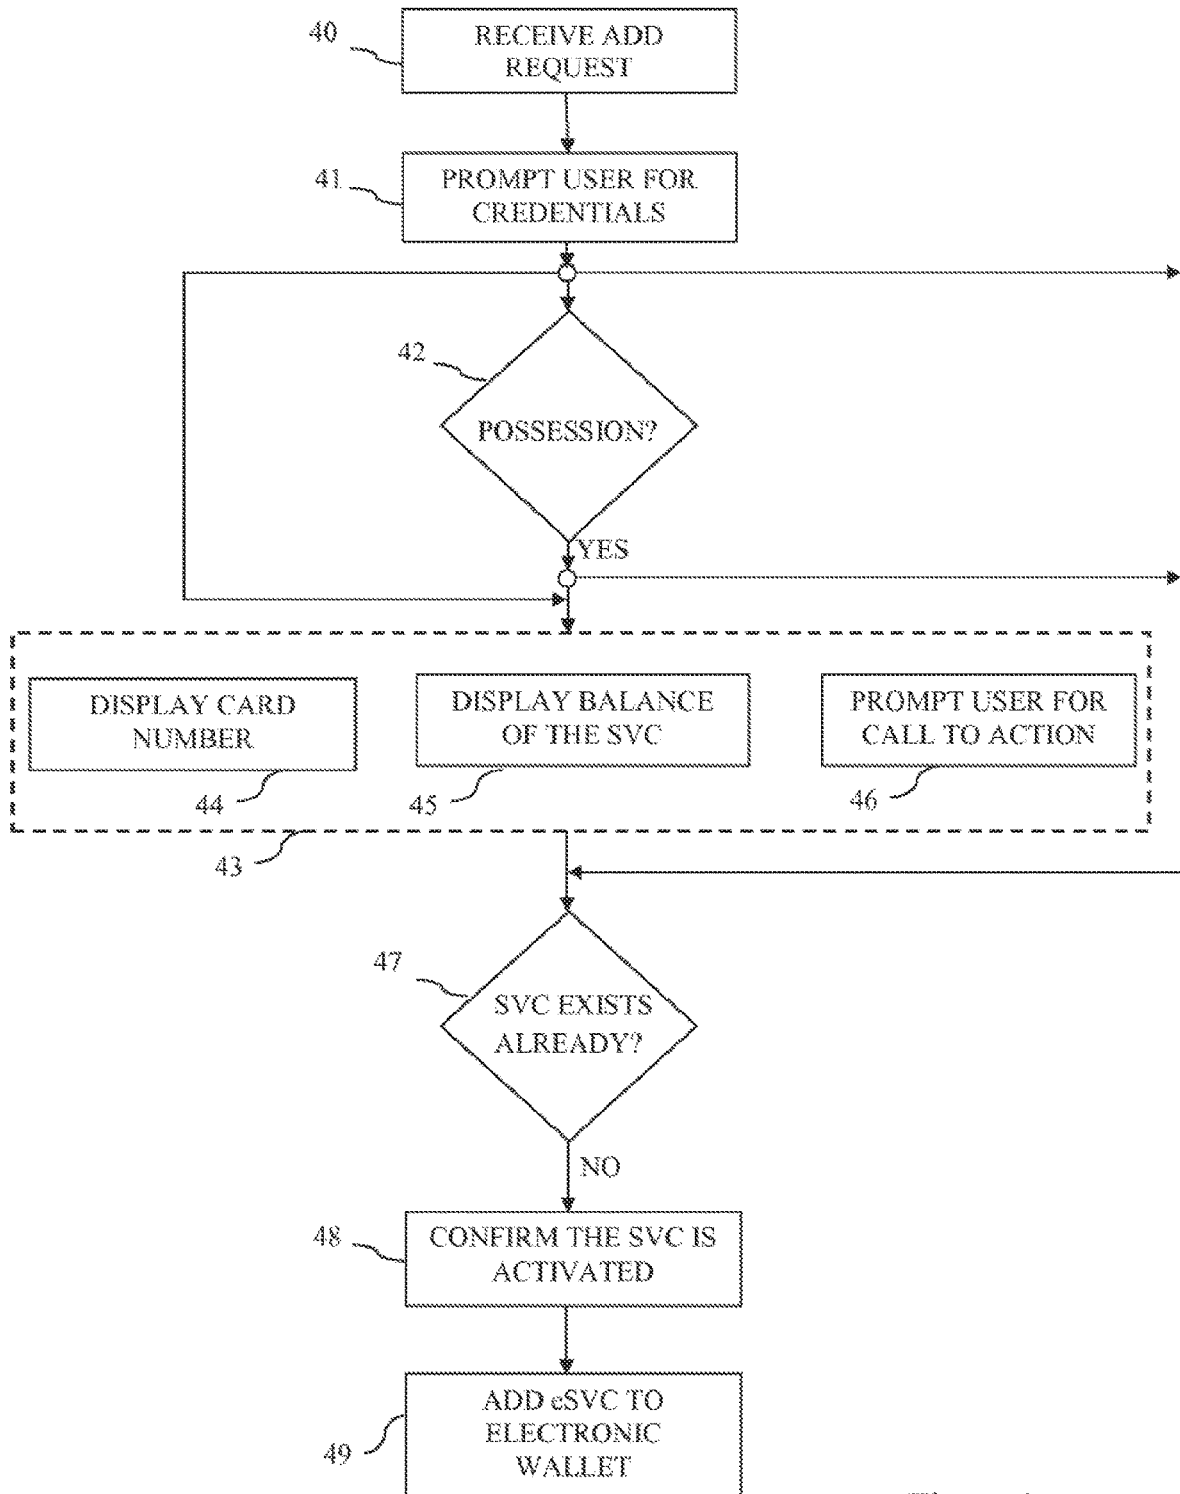 40
RECEIVE ADD
REQUEST
41
PROMPT USER FOR
CREDENTIALS
42
POSSESSION?
YES
DISPLAY CARD
NUMBER
44
DISPLAY BALANCE
OF THE SVC
45
PROMPT USER FOR
CALL TO ACTION
46
43
47
SVC EXISTS
ALREADY?
NO
48
CONFIRM THE SVC IS
ACTIVATED
49
ADD eSVC TO
ELECTRONIC
WALLET